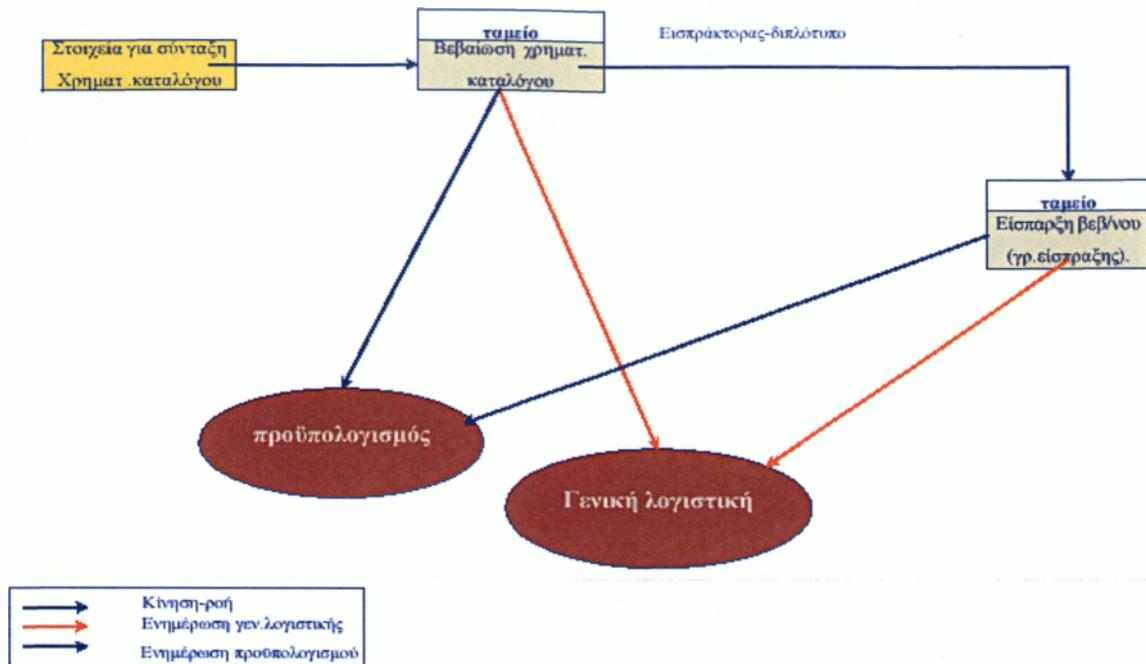 ταμείο
Εισπράκτορας-διπλότυπο
Στοιχεία για σύνταξη
Χρηματ .καταλόγου
Βεβαίωση χρηματ.
καταλόγου
ταμείο
Είσπαρξη βεβ/νου
(γρ.είσπραξης).
προϋπολογισμός
Γενική λογιστική
Κίνηση-ροή
Ενημέρωση γεν.λογιστικής
Ενημέρωση προϋπολογισμού